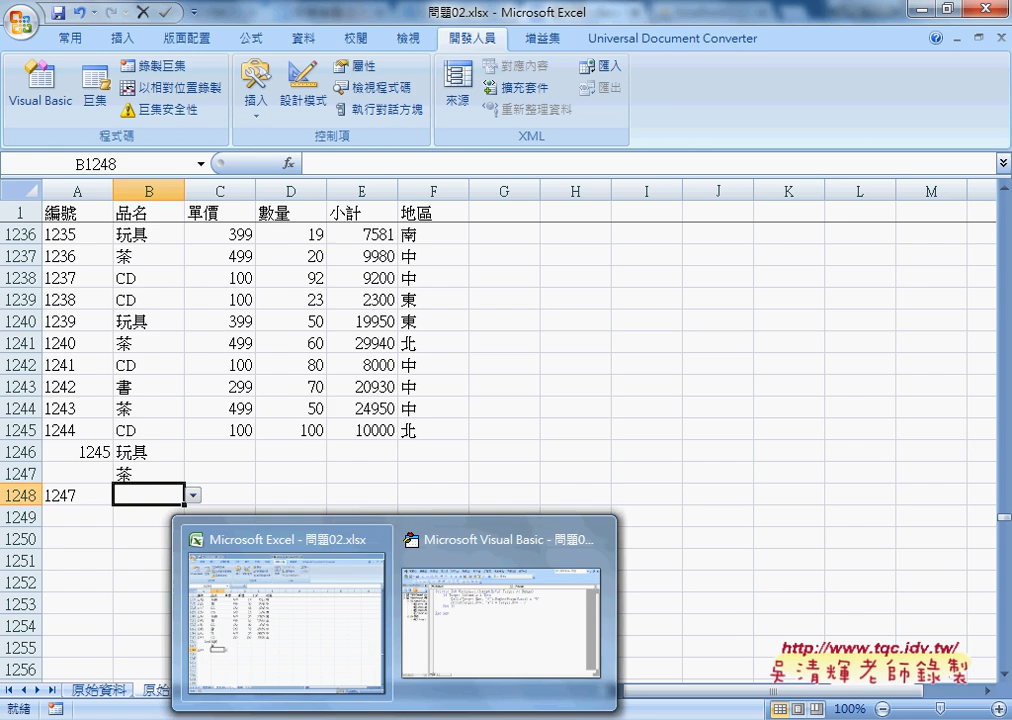 問題02.xlsx - Microsoft Excel
常用 插入 版面配置 公式 資料 校閱 檢視 開發人員 增益集 Universal Document Converter
Visual Basic 巨集 錄製巨集 以相對位置錄製 巨集安全性
插入 設計模式 屬性 檢視程式碼 執行對話方塊
來源 對應內容 擴充套件 重新整理資料 匯入 匯出
程式碼 控制項 XML
B1248 fx
A B C D E F G H I J K L M
1 編號 品名 單價 數量 小計 地區
1236 1235 玩具 399 19 7581 南
1237 1236 茶 499 20 9980 中
1238 1237 CD 100 92 9200 中
1239 1238 CD 100 23 2300 東
1240 1239 玩具 399 50 19950 東
1241 1240 茶 499 60 29940 北
1242 1241 CD 100 80 8000 中
1243 1242 書 299 70 20930 中
1244 1243 茶 499 50 24950 中
1245 1244 CD 100 100 10000 北
1246 1245 玩具
1247 茶
1248 1247
1249
1250
1251
1252
1253
1254
1255
1256
Microsoft Excel - 問題02.xlsx
Microsoft Visual Basic - 問題0...
http://www.tqc.idv.tw/
吳清輝老師錄製
原始資料 原始
就緒 100%